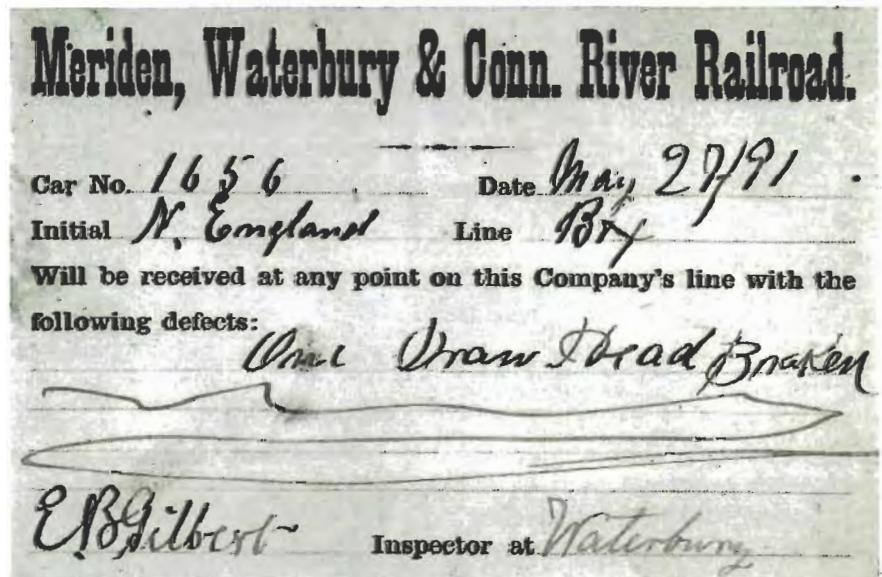 Meriden, Waterbury & Conn. River Railroad.
Car No. 1656 Date May 27/91.
Initial N. England Line Box
Will be received at any point on this Company's line with the
following defects:
One Draw Head Braken
E B Gilbert Inspector at Waterbury